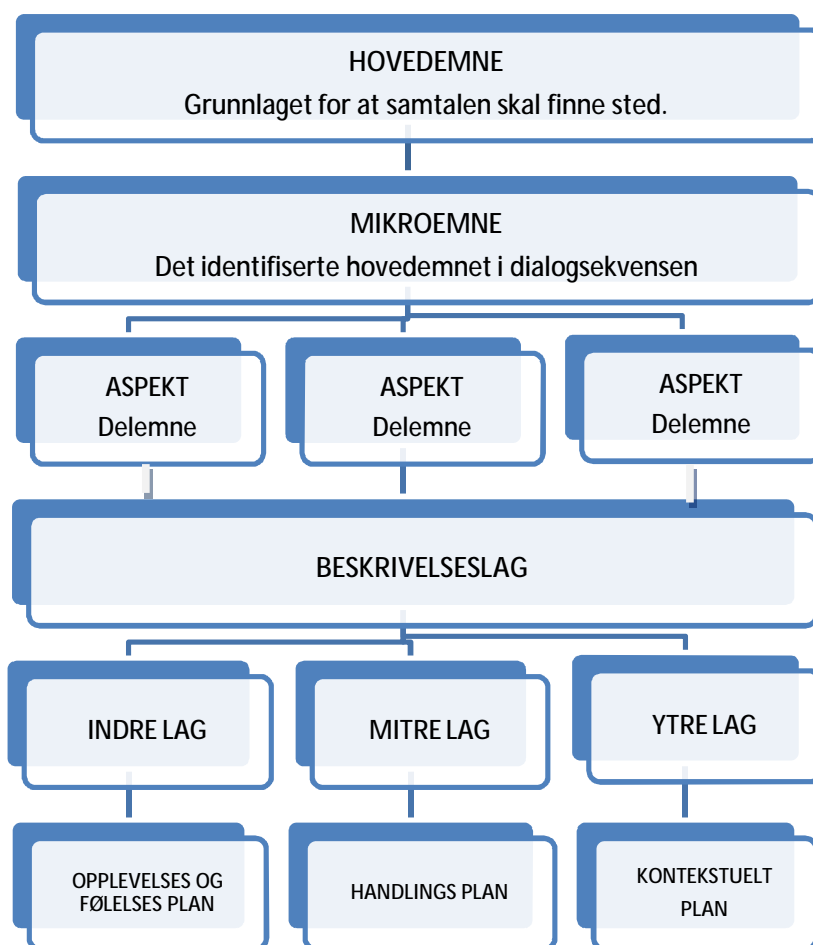 HOVEDEMNE
Grunnlaget for at samtalen skal finne sted.
MIKROEMNE
Det identifiserte hovedemnet i dialogsekvensen
ASPEKT
Delemne
ASPEKT
Delemne
ASPEKT
Delemne
BESKRIVELSESLAG
INDRE LAG
MITRE LAG
YTRE LAG
OPPLEVELSES OG
FØLELSES PLAN
HANDLINGS PLAN
KONTEKSTUELT
PLAN